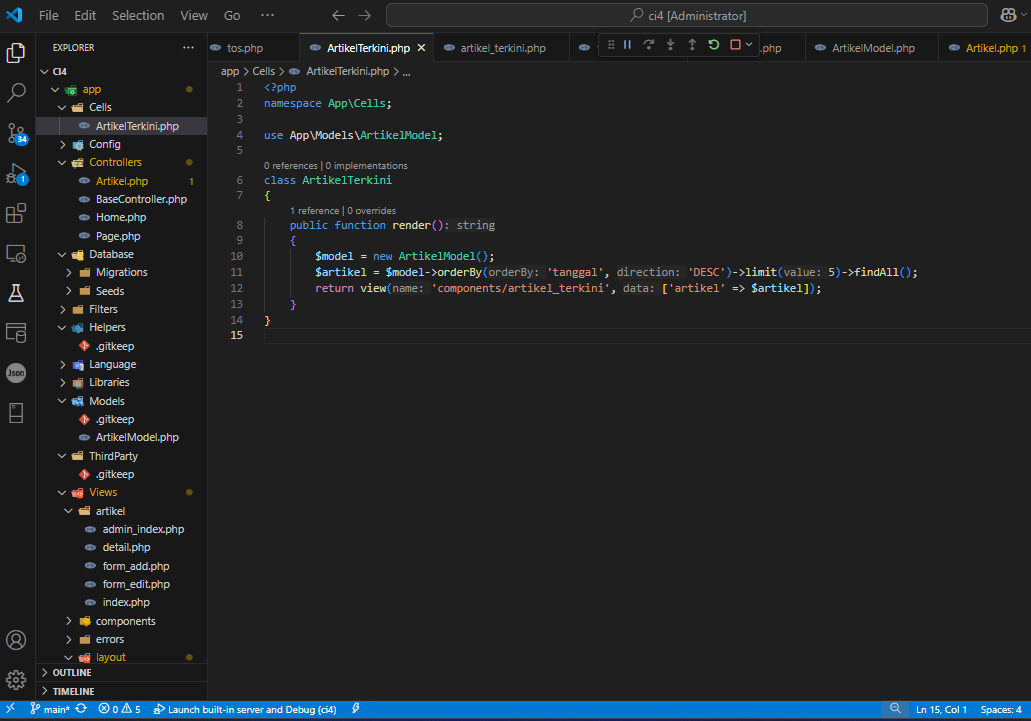 File Edit Selection View Go ··· ci4 [Administrator]
EXPLORER ···
tos.php ArtikelTerkini.php artikel_terkini.php .php ArtikelModel.php Artikel.php 1
app > Cells > ArtikelTerkini.php > ...
CI4
app
Cells
ArtikelTerkini.php
Config
Controllers
Artikel.php 1
BaseController.php
Home.php
Page.php
Database
Migrations
Seeds
Filters
Helpers
.gitkeep
Language
Libraries
Models
.gitkeep
ArtikelModel.php
ThirdParty
.gitkeep
Views
artikel
admin_index.php
detail.php
form_add.php
form_edit.php
index.php
components
errors
layout
OUTLINE
TIMELINE
34
1
Json
1 <?php
2 namespace App\Cells;
3
4 use App\Models\ArtikelModel;
5
0 references | 0 implementations
6 class ArtikelTerkini
7 {
1 reference | 0 overrides
8 public function render(): string
9 {
10 $model = new ArtikelModel();
11 $artikel = $model->orderBy(orderBy: 'tanggal', direction: 'DESC')->limit(value: 5)->findAll();
12 return view(name: 'components/artikel_terkini', data: ['artikel' => $artikel]);
13 }
14 }
15
main* 0 5 Launch built-in server and Debug (ci4) Ln 15, Col 1 Spaces: 4